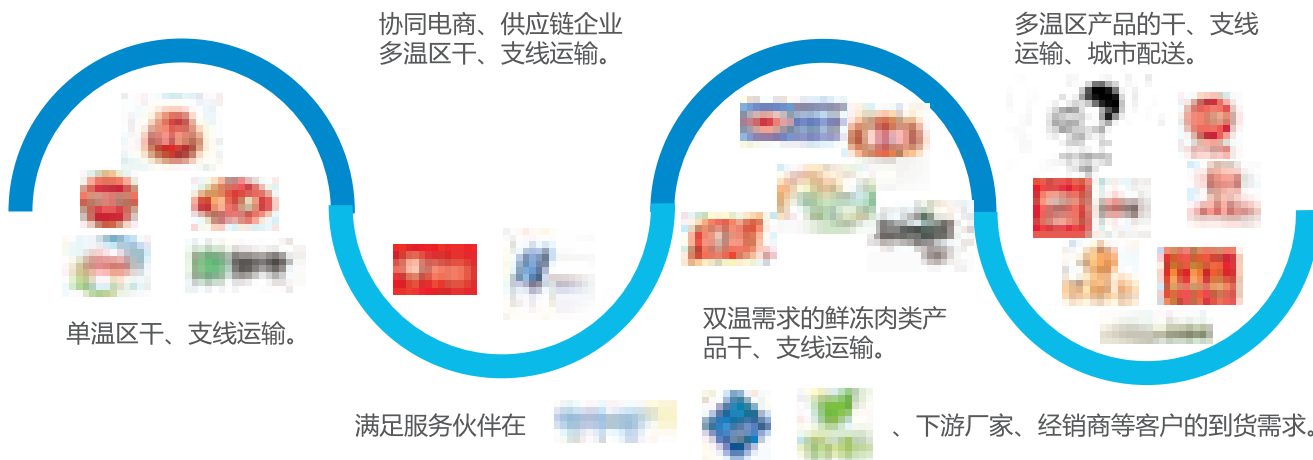 协同电商、供应链企业
多温区干、支线运输。
多温区产品的干、支线
运输、城市配送。
单温区干、支线运输。
双温需求的鲜冻肉类产
品干、支线运输。
满足服务伙伴在
、下游厂家、经销商等客户的到货需求。